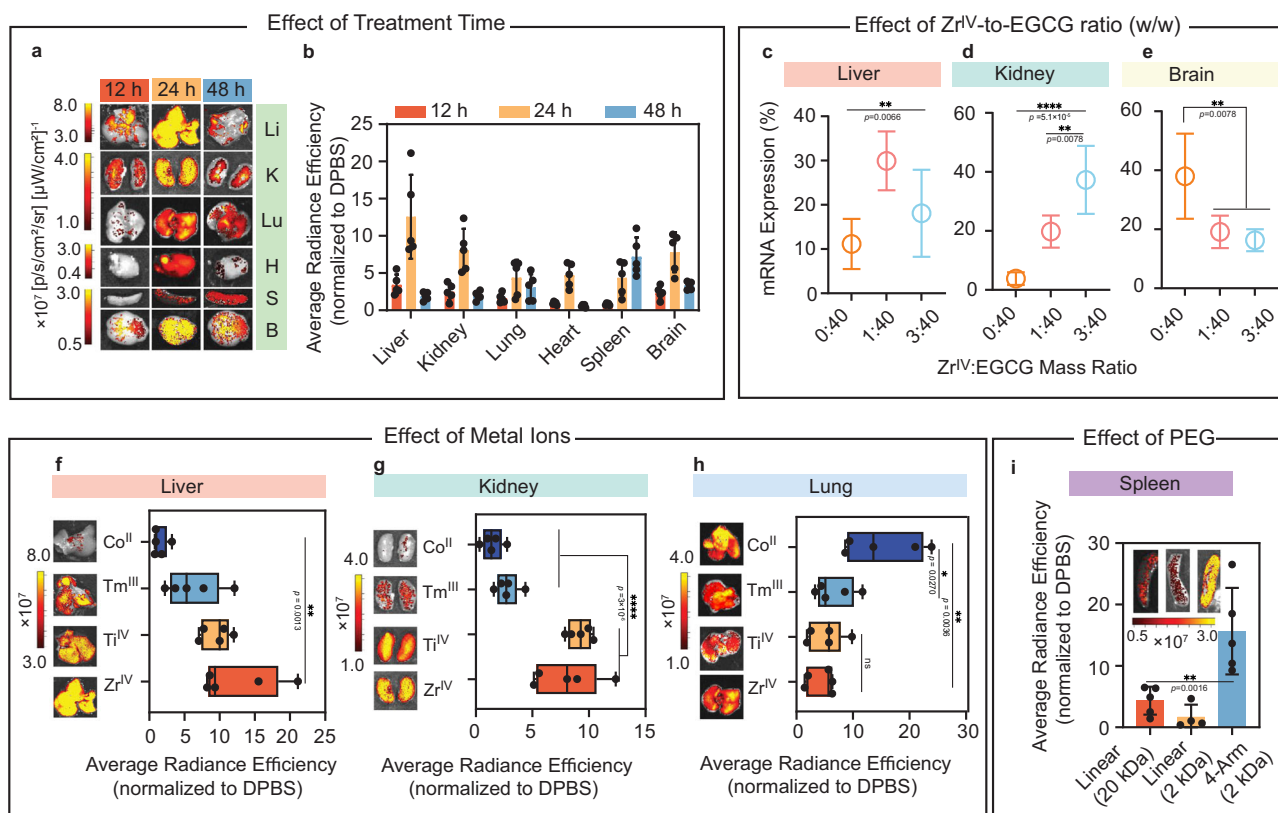 Effect of Treatment Time
a
12 h 24 h 48 h
8.0
3.0
4.0
1.0
3.0
0.4
3.0
0.5
×10⁷ [p/s/cm²/sr] [µW/cm²]⁻¹
Li
K
Lu
H
S
B
b
12 h 24 h 48 h
Average Radiance Efficiency
(normalized to DPBS)
25
20
15
10
5
0
Liver Kidney Lung Heart Spleen Brain
Effect of Zrᴵⱽ-to-EGCG ratio (w/w)
c d e
Liver Kidney Brain
mRNA Expression (%)
40
30
20
10
0
**
p=0.0066
0:40 1:40 3:40
60
40
20
0
****
p =5.1×10⁻⁵
**
p=0.0078
0:40 1:40 3:40
60
40
20
0
**
p=0.0078
0:40 1:40 3:40
Zrᴵⱽ:EGCG Mass Ratio
Effect of Metal Ions
f
Liver
8.0
3.0
×10⁷
Coᴵᴵ
Tmᴵᴵᴵ
Tiᴵⱽ
Zrᴵⱽ
**
p = 0.0013
0 5 10 15 20 25
Average Radiance Efficiency
(normalized to DPBS)
g
Kidney
4.0
1.0
×10⁷
Coᴵᴵ
Tmᴵᴵᴵ
Tiᴵⱽ
Zrᴵⱽ
****
0 5 10 15
Average Radiance Efficiency
(normalized to DPBS)
h
Lung
4.0
1.0
×10⁷
Coᴵᴵ
Tmᴵᴵᴵ
Tiᴵⱽ
Zrᴵⱽ
*
p = 0.0270
**
p = 0.0036
ns
0 10 20 30
Average Radiance Efficiency
(normalized to DPBS)
Effect of PEG
i
Spleen
Average Radiance Efficiency
(normalized to DPBS)
30
20
10
0
0.5 ×10⁷ 3.0
**
p=0.0016
Linear
(20 kDa)
Linear
(2 kDa)
4-Arm
(2 kDa)